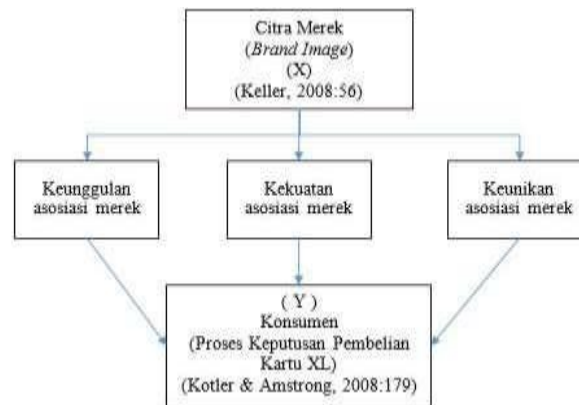 Citra Merek
(Brand Image)
(X)
(Keller, 2008:56)
Keunggulan
asosiasi merek
Kekuatan
asosiasi merek
Keunikan
asosiasi merek
( Y )
Konsumen
(Proses Keputusan Pembelian
Kartu XL)
(Kotler & Amstrong, 2008:179)